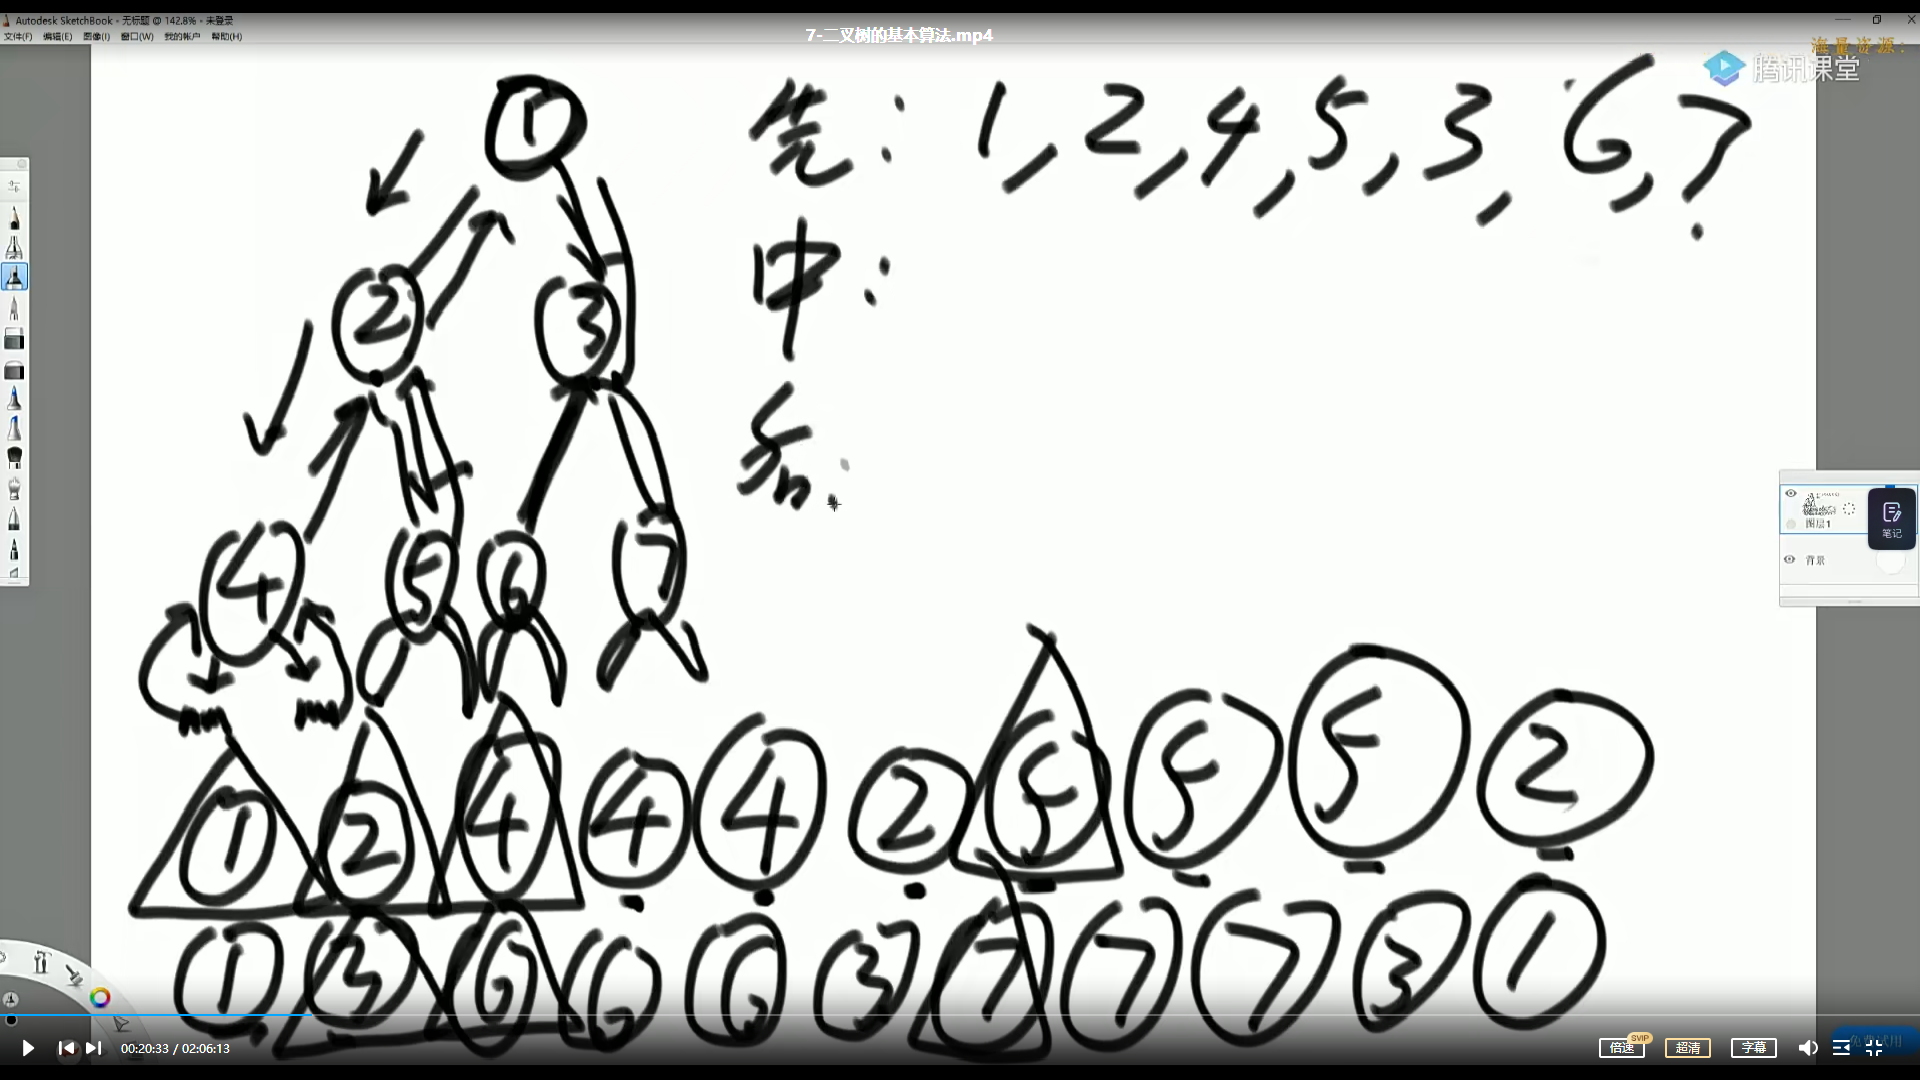 Autodesk SketchBook - 无标题 @ 142.8% - 未登录
文件(F) 编辑(E) 图像(I) 窗口(W) 我的帐户 帮助(H)
7-二叉树的基本算法.mp4
海量资源:
腾讯课堂
先: 1, 2, 4, 5, 3, 6, 7
中:
1
2 3
4 5 6 7
图层1
笔记
背景
1 2 4 4 4 2 5 5 5 2
1 3 6 6 6 3 7 7 7 3 1
00:20:33 / 02:06:13
倍速 SVIP 超清 字幕